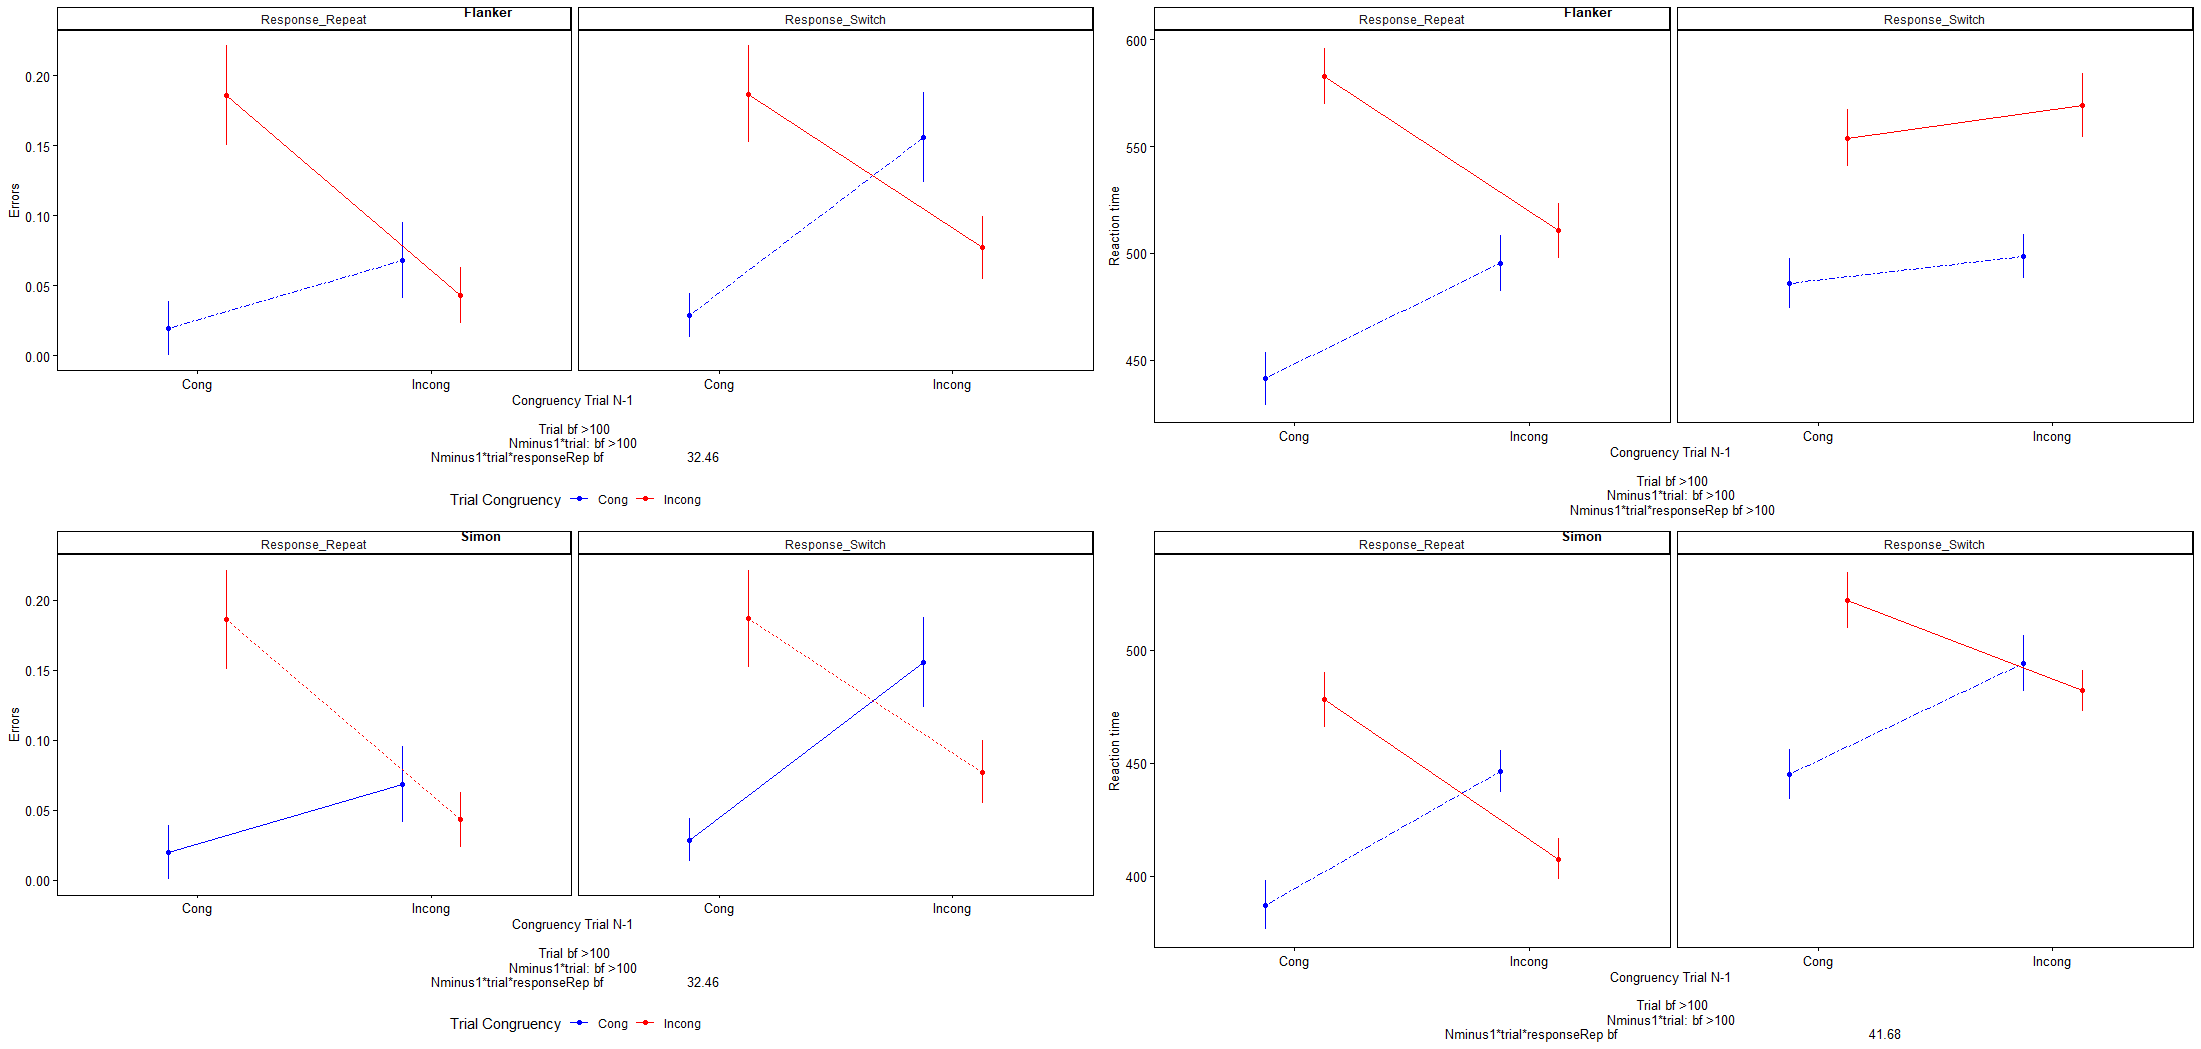 Flanker
Response_Repeat
Response_Switch
Errors
0.20
0.15
0.10
0.05
0.00
Cong
Incong
Cong
Incong
Congruency Trial N-1
Trial bf >100
Nminus1*trial: bf >100
Nminus1*trial*responseRep bf 32.46
Trial Congruency Cong Incong
Flanker
Response_Repeat
Response_Switch
Reaction time
600
550
500
450
Cong
Incong
Cong
Incong
Congruency Trial N-1
Trial bf >100
Nminus1*trial: bf >100
Nminus1*trial*responseRep bf >100
Simon
Response_Repeat
Response_Switch
Errors
0.20
0.15
0.10
0.05
0.00
Cong
Incong
Cong
Incong
Congruency Trial N-1
Trial bf >100
Nminus1*trial: bf >100
Nminus1*trial*responseRep bf 32.46
Trial Congruency Cong Incong
Simon
Response_Repeat
Response_Switch
Reaction time
500
450
400
Cong
Incong
Cong
Incong
Congruency Trial N-1
Trial bf >100
Nminus1*trial: bf >100
Nminus1*trial*responseRep bf 41.68